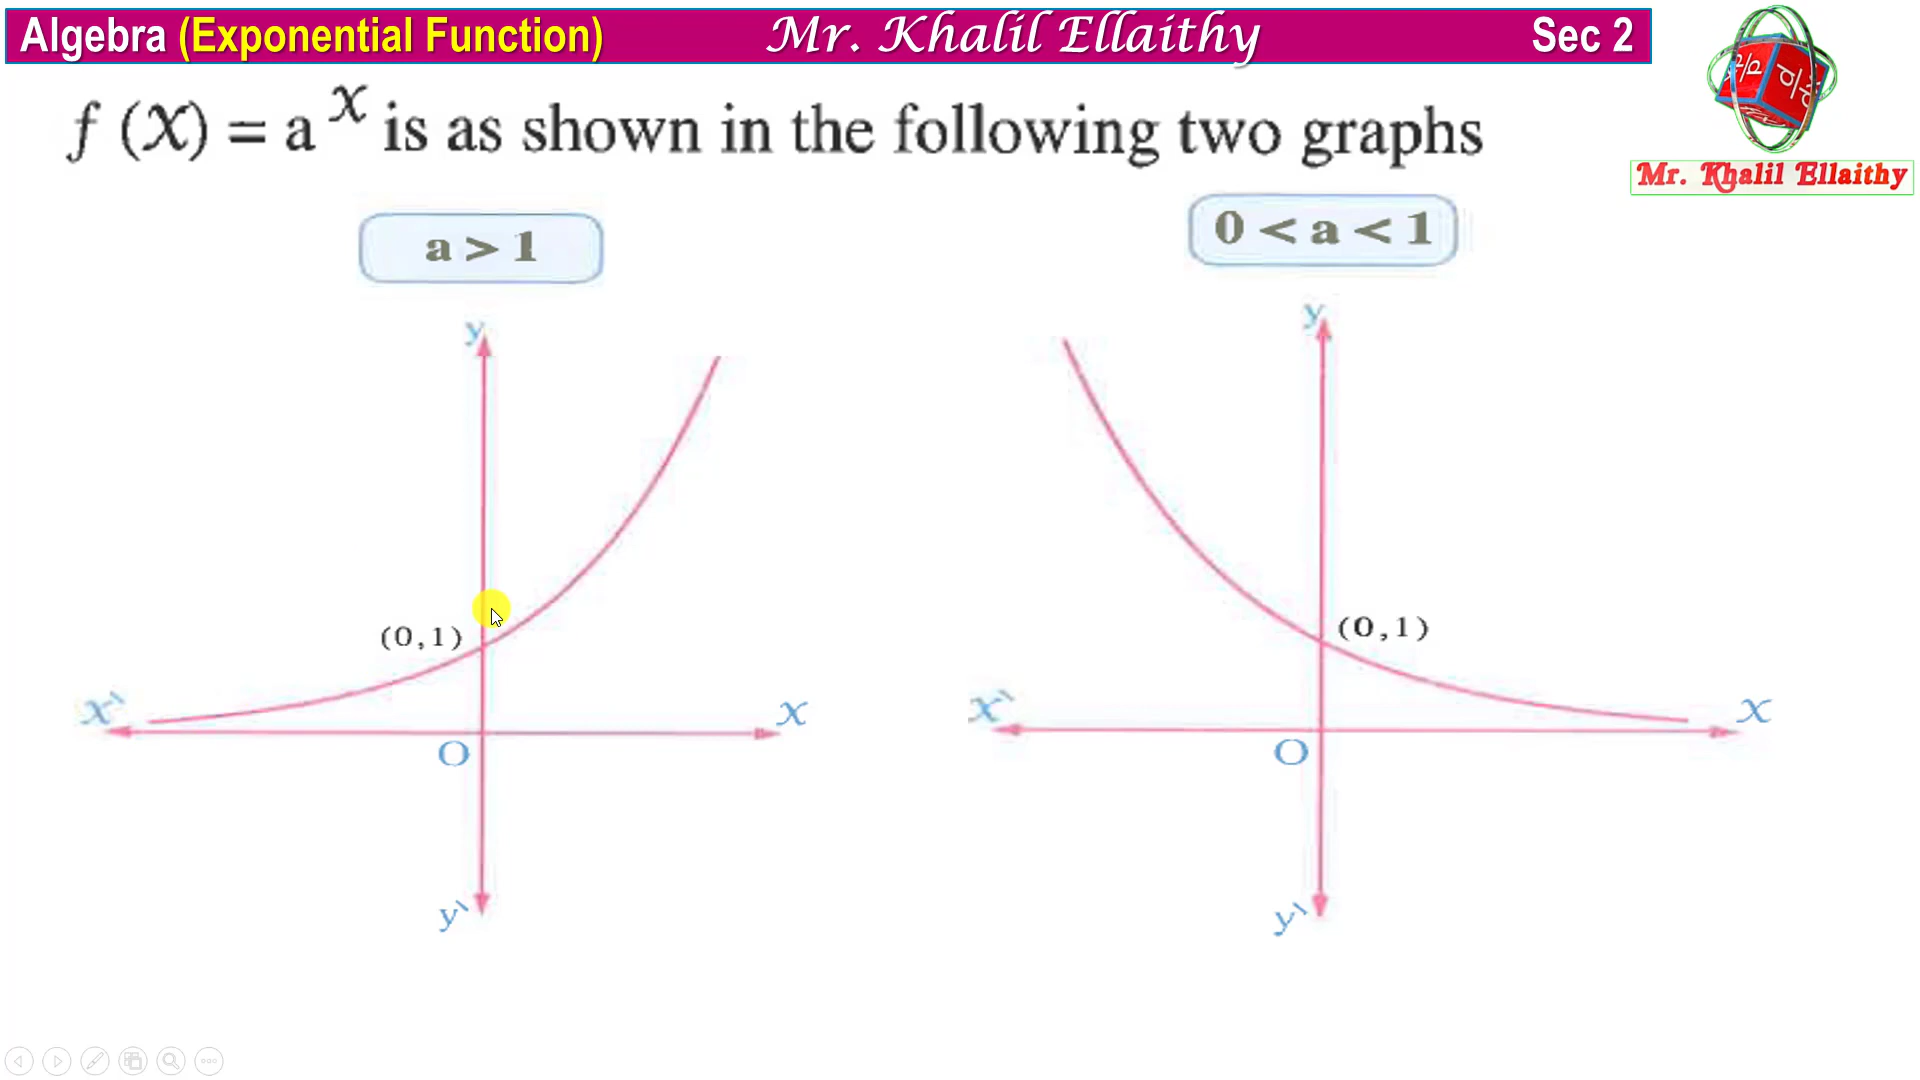 Algebra (Exponential Function) Mr. Khalil Ellaithy Sec 2
Mr. Khalil Ellaithy
f (X) = a^X is as shown in the following two graphs
a > 1
0 < a < 1
y
y
(0,1)
(0,1)
x` x
x` x
O
O
y`
y`